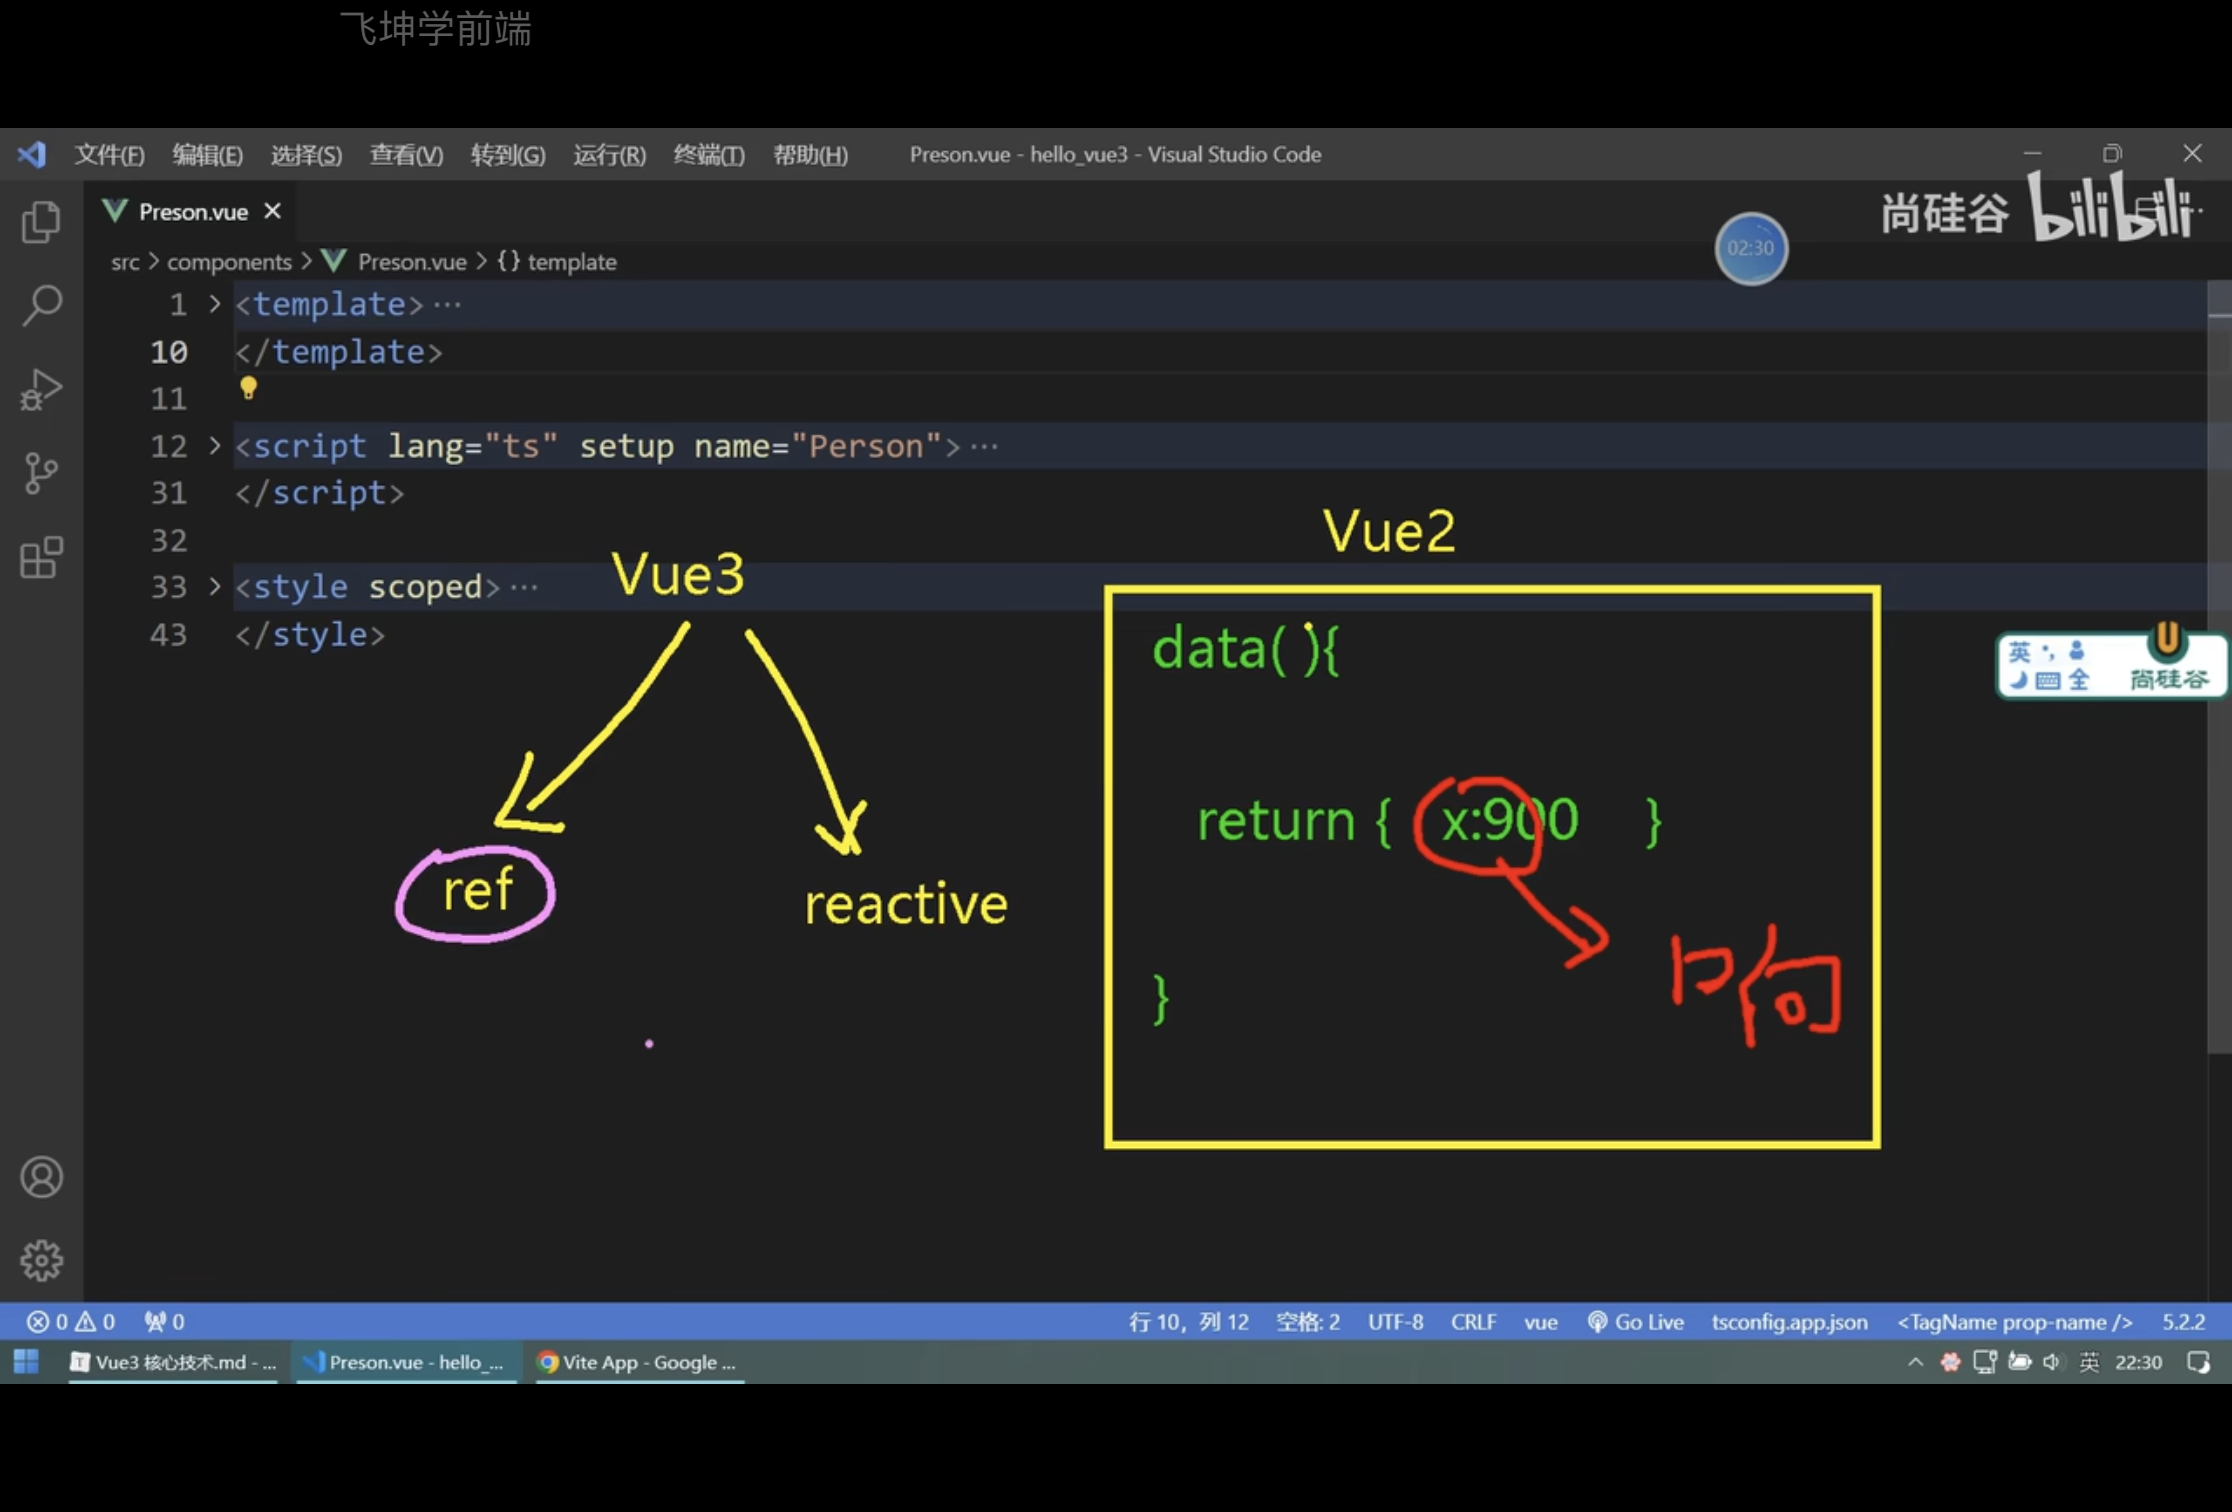 飞坤学前端
文件(F) 编辑(E) 选择(S) 查看(V) 转到(G) 运行(R) 终端(T) 帮助(H) Preson.vue - hello_vue3 - Visual Studio Code
Preson.vue
尚硅谷 bilibili
02:30
src > components > Preson.vue > {} template
1 > <template>···
10 </template>
11
12 > <script lang="ts" setup name="Person">···
31 </script>
32
33 > <style scoped>···
43 </style>
Vue3
ref
reactive
Vue2
data( ){
return { x:900 }
}
响
英 尚硅谷
全
0 0 0 行 10，列 12 空格: 2 UTF-8 CRLF vue Go Live tsconfig.app.json <TagName prop-name /> 5.2.2
Vue3 核心技术.md - ... Preson.vue - hello_... Vite App - Google ... 英 22:30